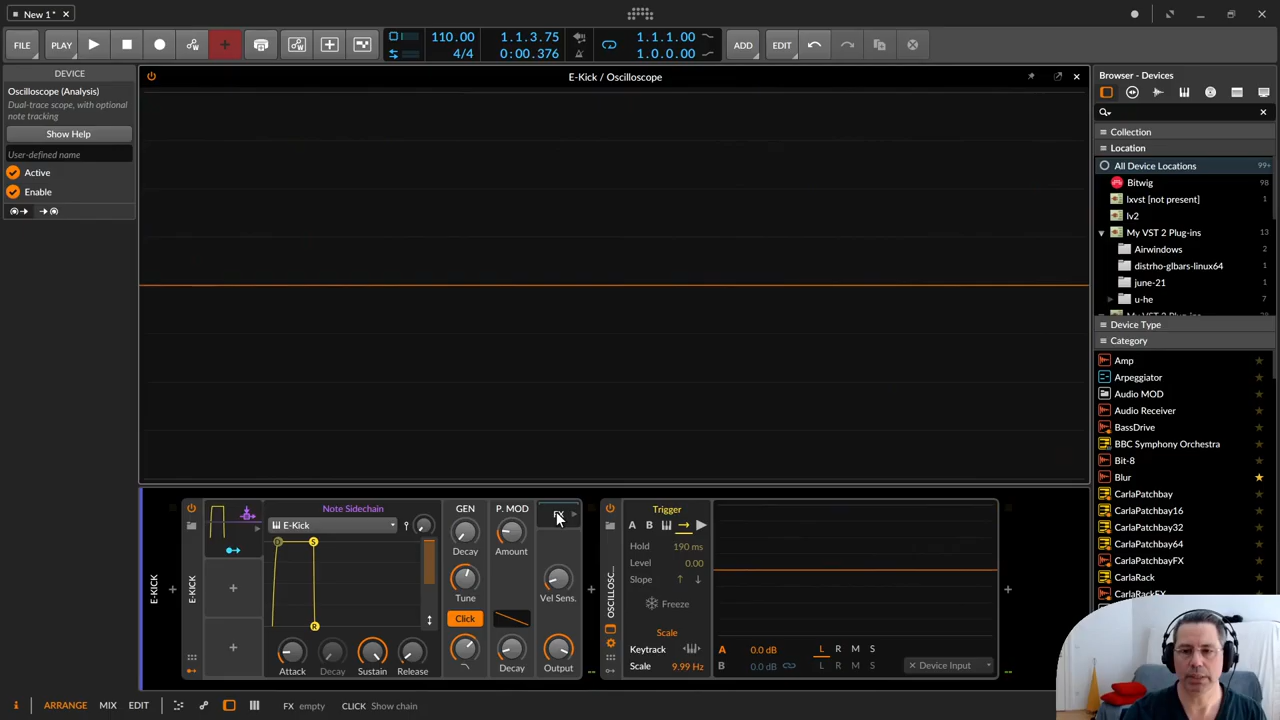 New 1*
FILE
PLAY
110.00
4/4
1.1.3.75
0:00.376
1.1.1.00
1.0.0.00
ADD
EDIT
DEVICE
Oscilloscope (Analysis)
Dual-trace scope, with optional
note tracking
Show Help
User-defined name
Active
Enable
E-Kick / Oscilloscope
Browser - Devices
Collection
Location
All Device Locations 99+
Bitwig 98
lxvst [not present] 1
lv2 2
My VST 2 Plug-ins 13
Airwindows 2
distrho-glbars-linux64 1
june-21 1
u-he 7
Device Type
Category
Amp
Arpeggiator
Audio MOD
Audio Receiver
BassDrive
BBC Symphony Orchestra
Bit-8
Blur
CarlaPatchbay
CarlaPatchbay16
CarlaPatchbay32
CarlaPatchbay64
CarlaPatchbayFX
CarlaRack
CarlaRackFX
E-KICK
E-KICK
Note Sidechain
E-Kick
S
R
Attack
Decay
Sustain
Release
GEN
Decay
Tune
Click
P. MOD
Amount
Decay
FX
Vel Sens.
Output
OSCILLOSC
Trigger
A B
Hold 190 ms
Level 0.00
Slope
Freeze
Scale
Keytrack
Scale 9.99 Hz
A 0.0 dB L R M S
B 0.0 dB L R M S
Device Input
ARRANGE
MIX
EDIT
FX empty
CLICK Show chain